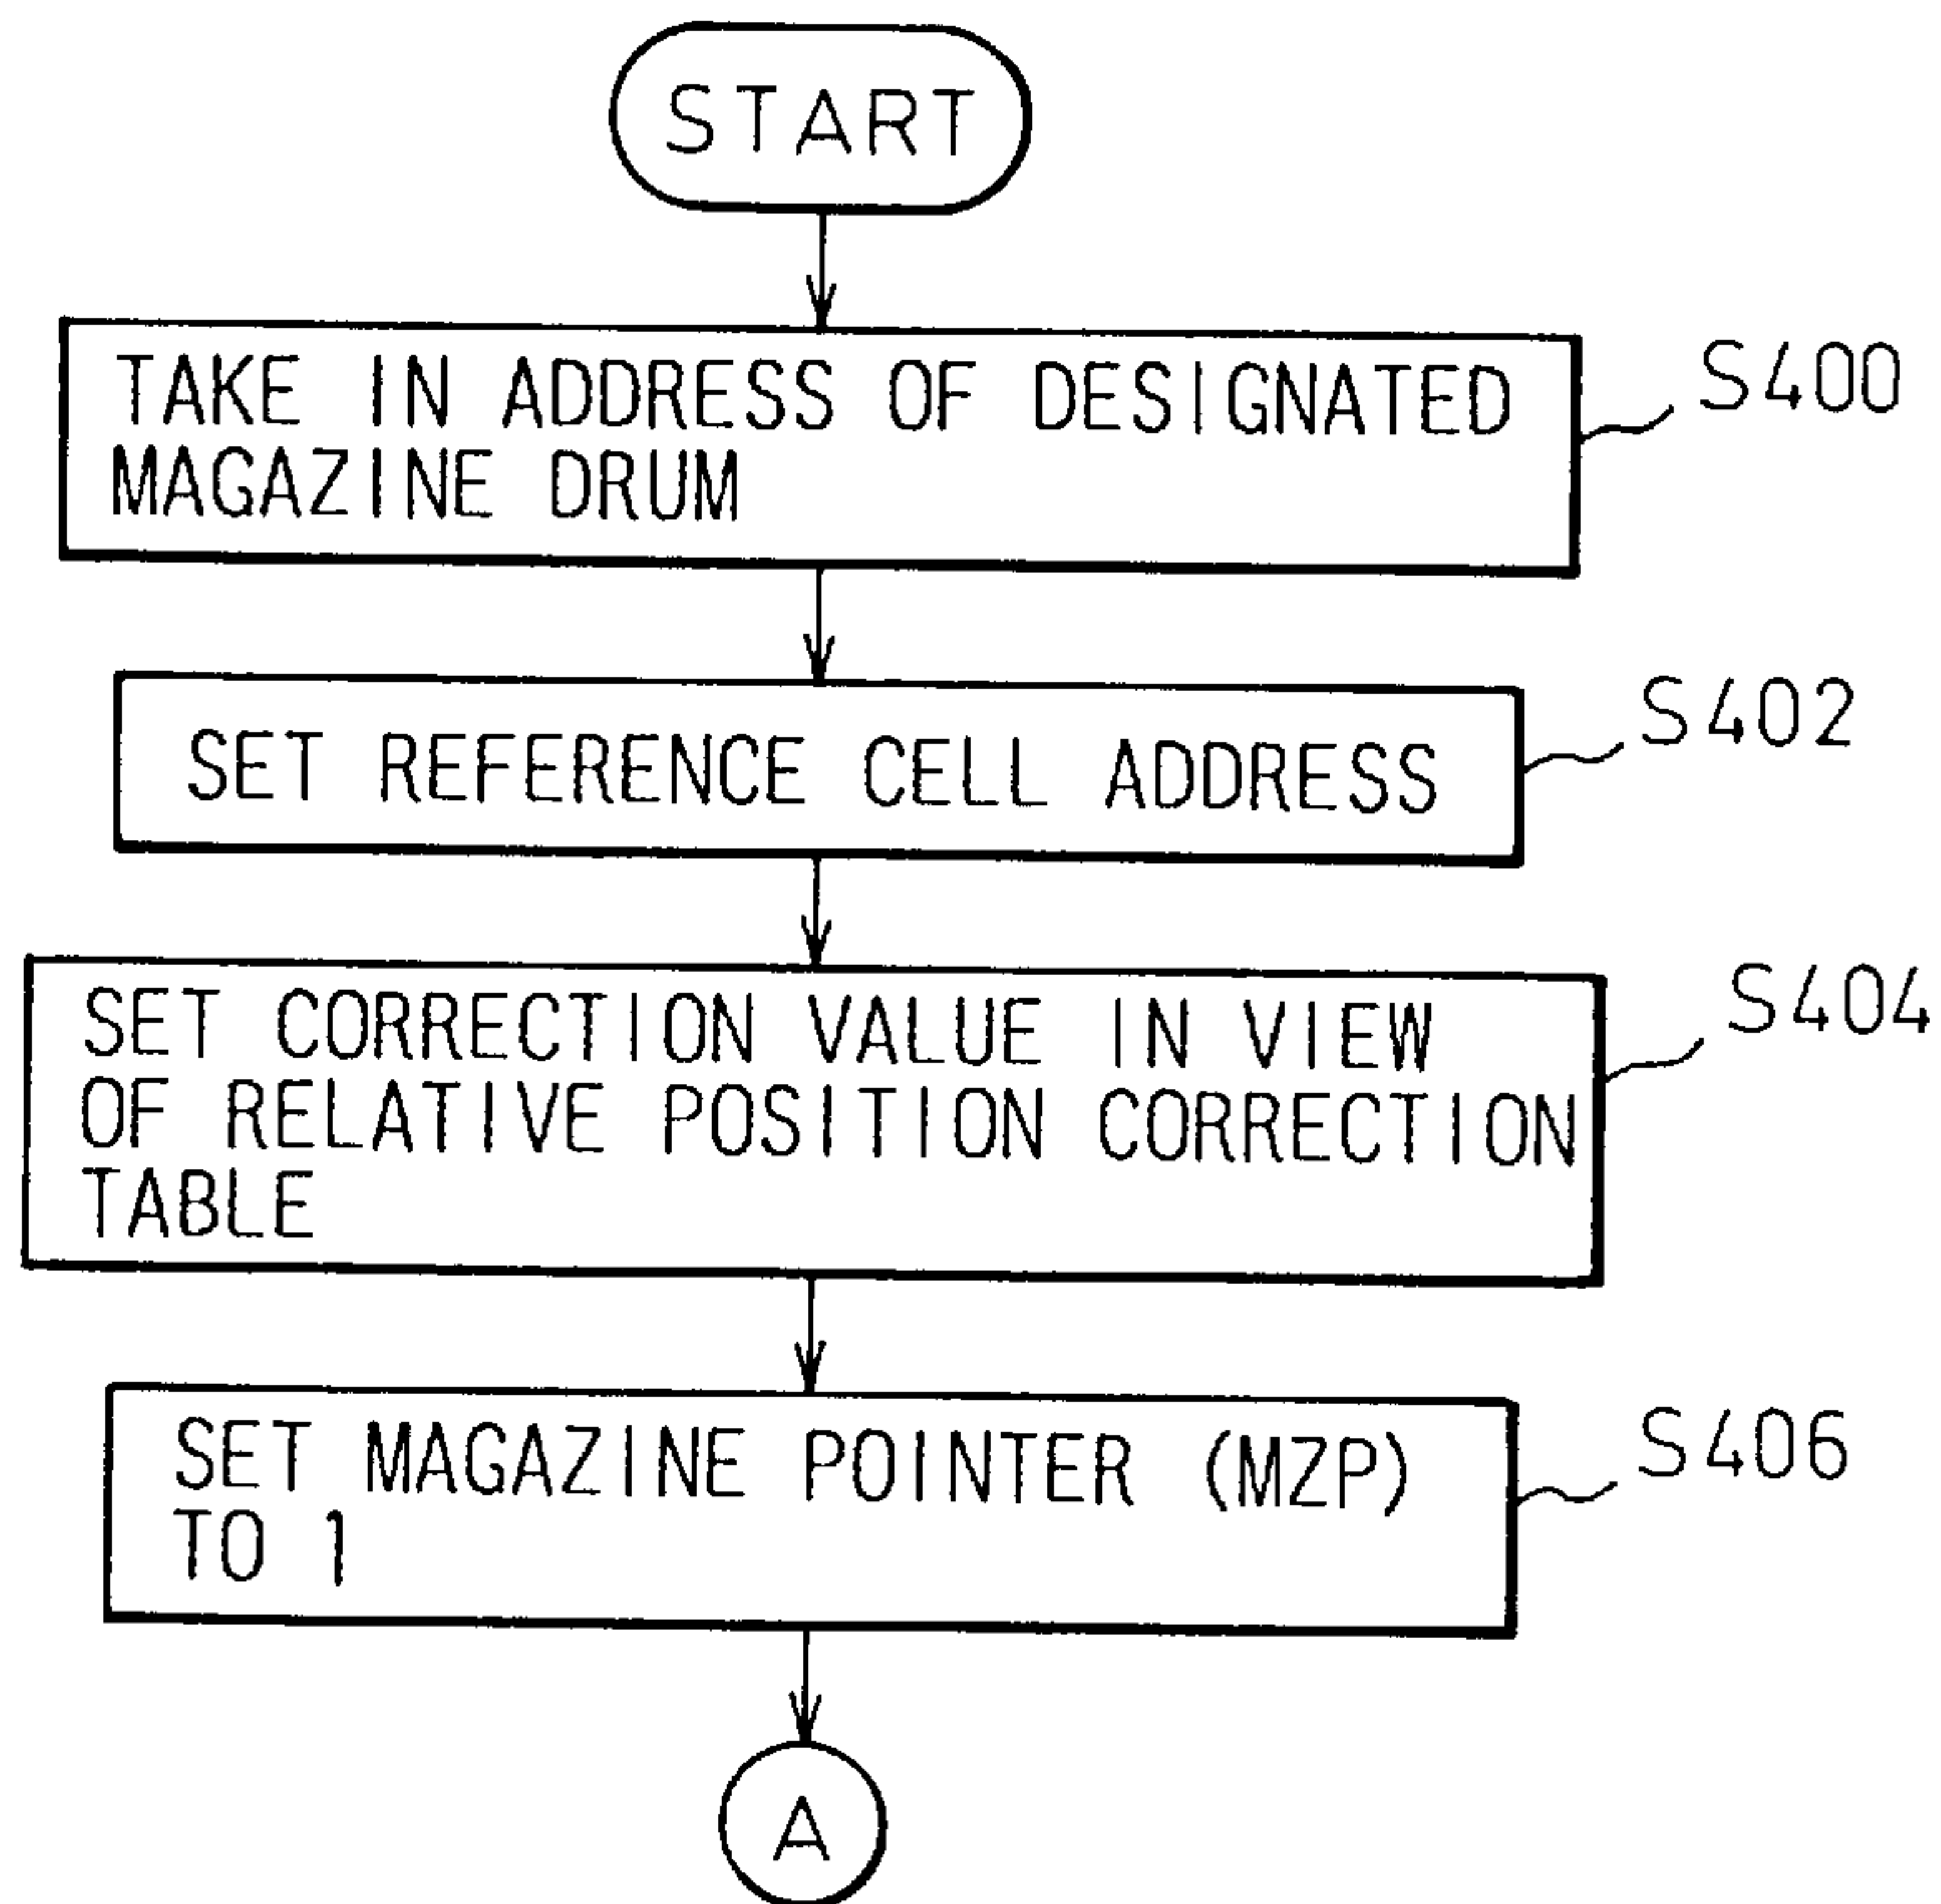 START
TAKE IN ADDRESS OF DESIGNATED
MAGAZINE DRUM
S400
SET REFERENCE CELL ADDRESS
S402
SET CORRECTION VALUE IN VIEW
OF RELATIVE POSITION CORRECTION
TABLE
S404
SET MAGAZINE POINTER (MZP)
TO 1
S406
A